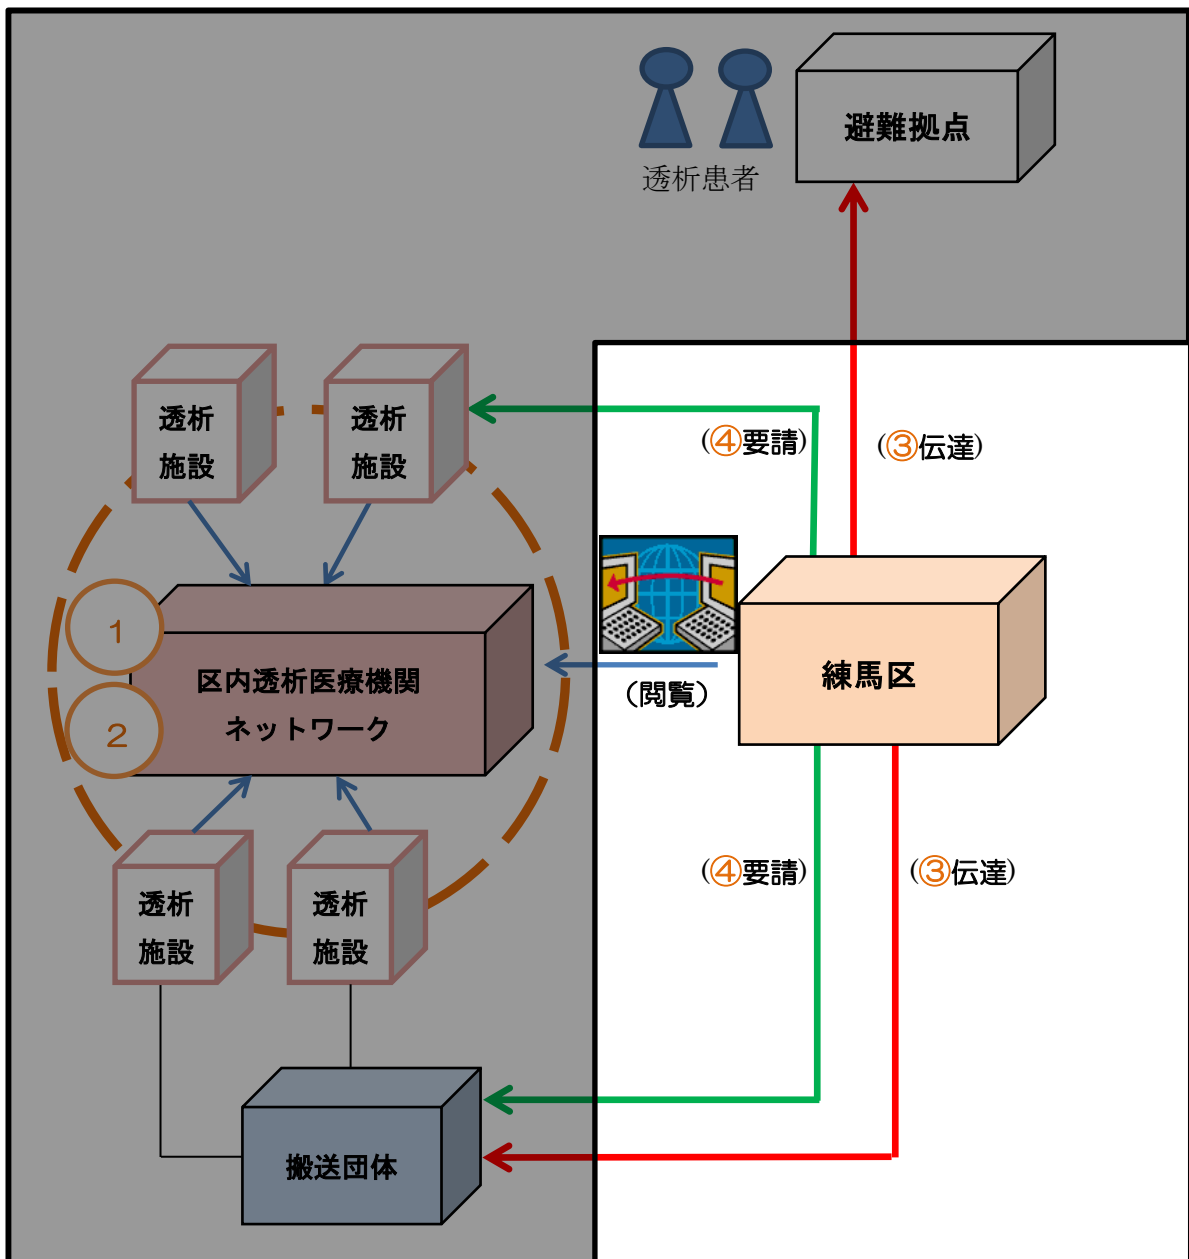 避難拠点
透析患者
透析
施設
透析
施設
(④要請)
(③伝達)
1
区内透析医療機関
ネットワーク
2
(閲覧)
練馬区
透析
施設
透析
施設
(④要請)
(③伝達)
搬送団体